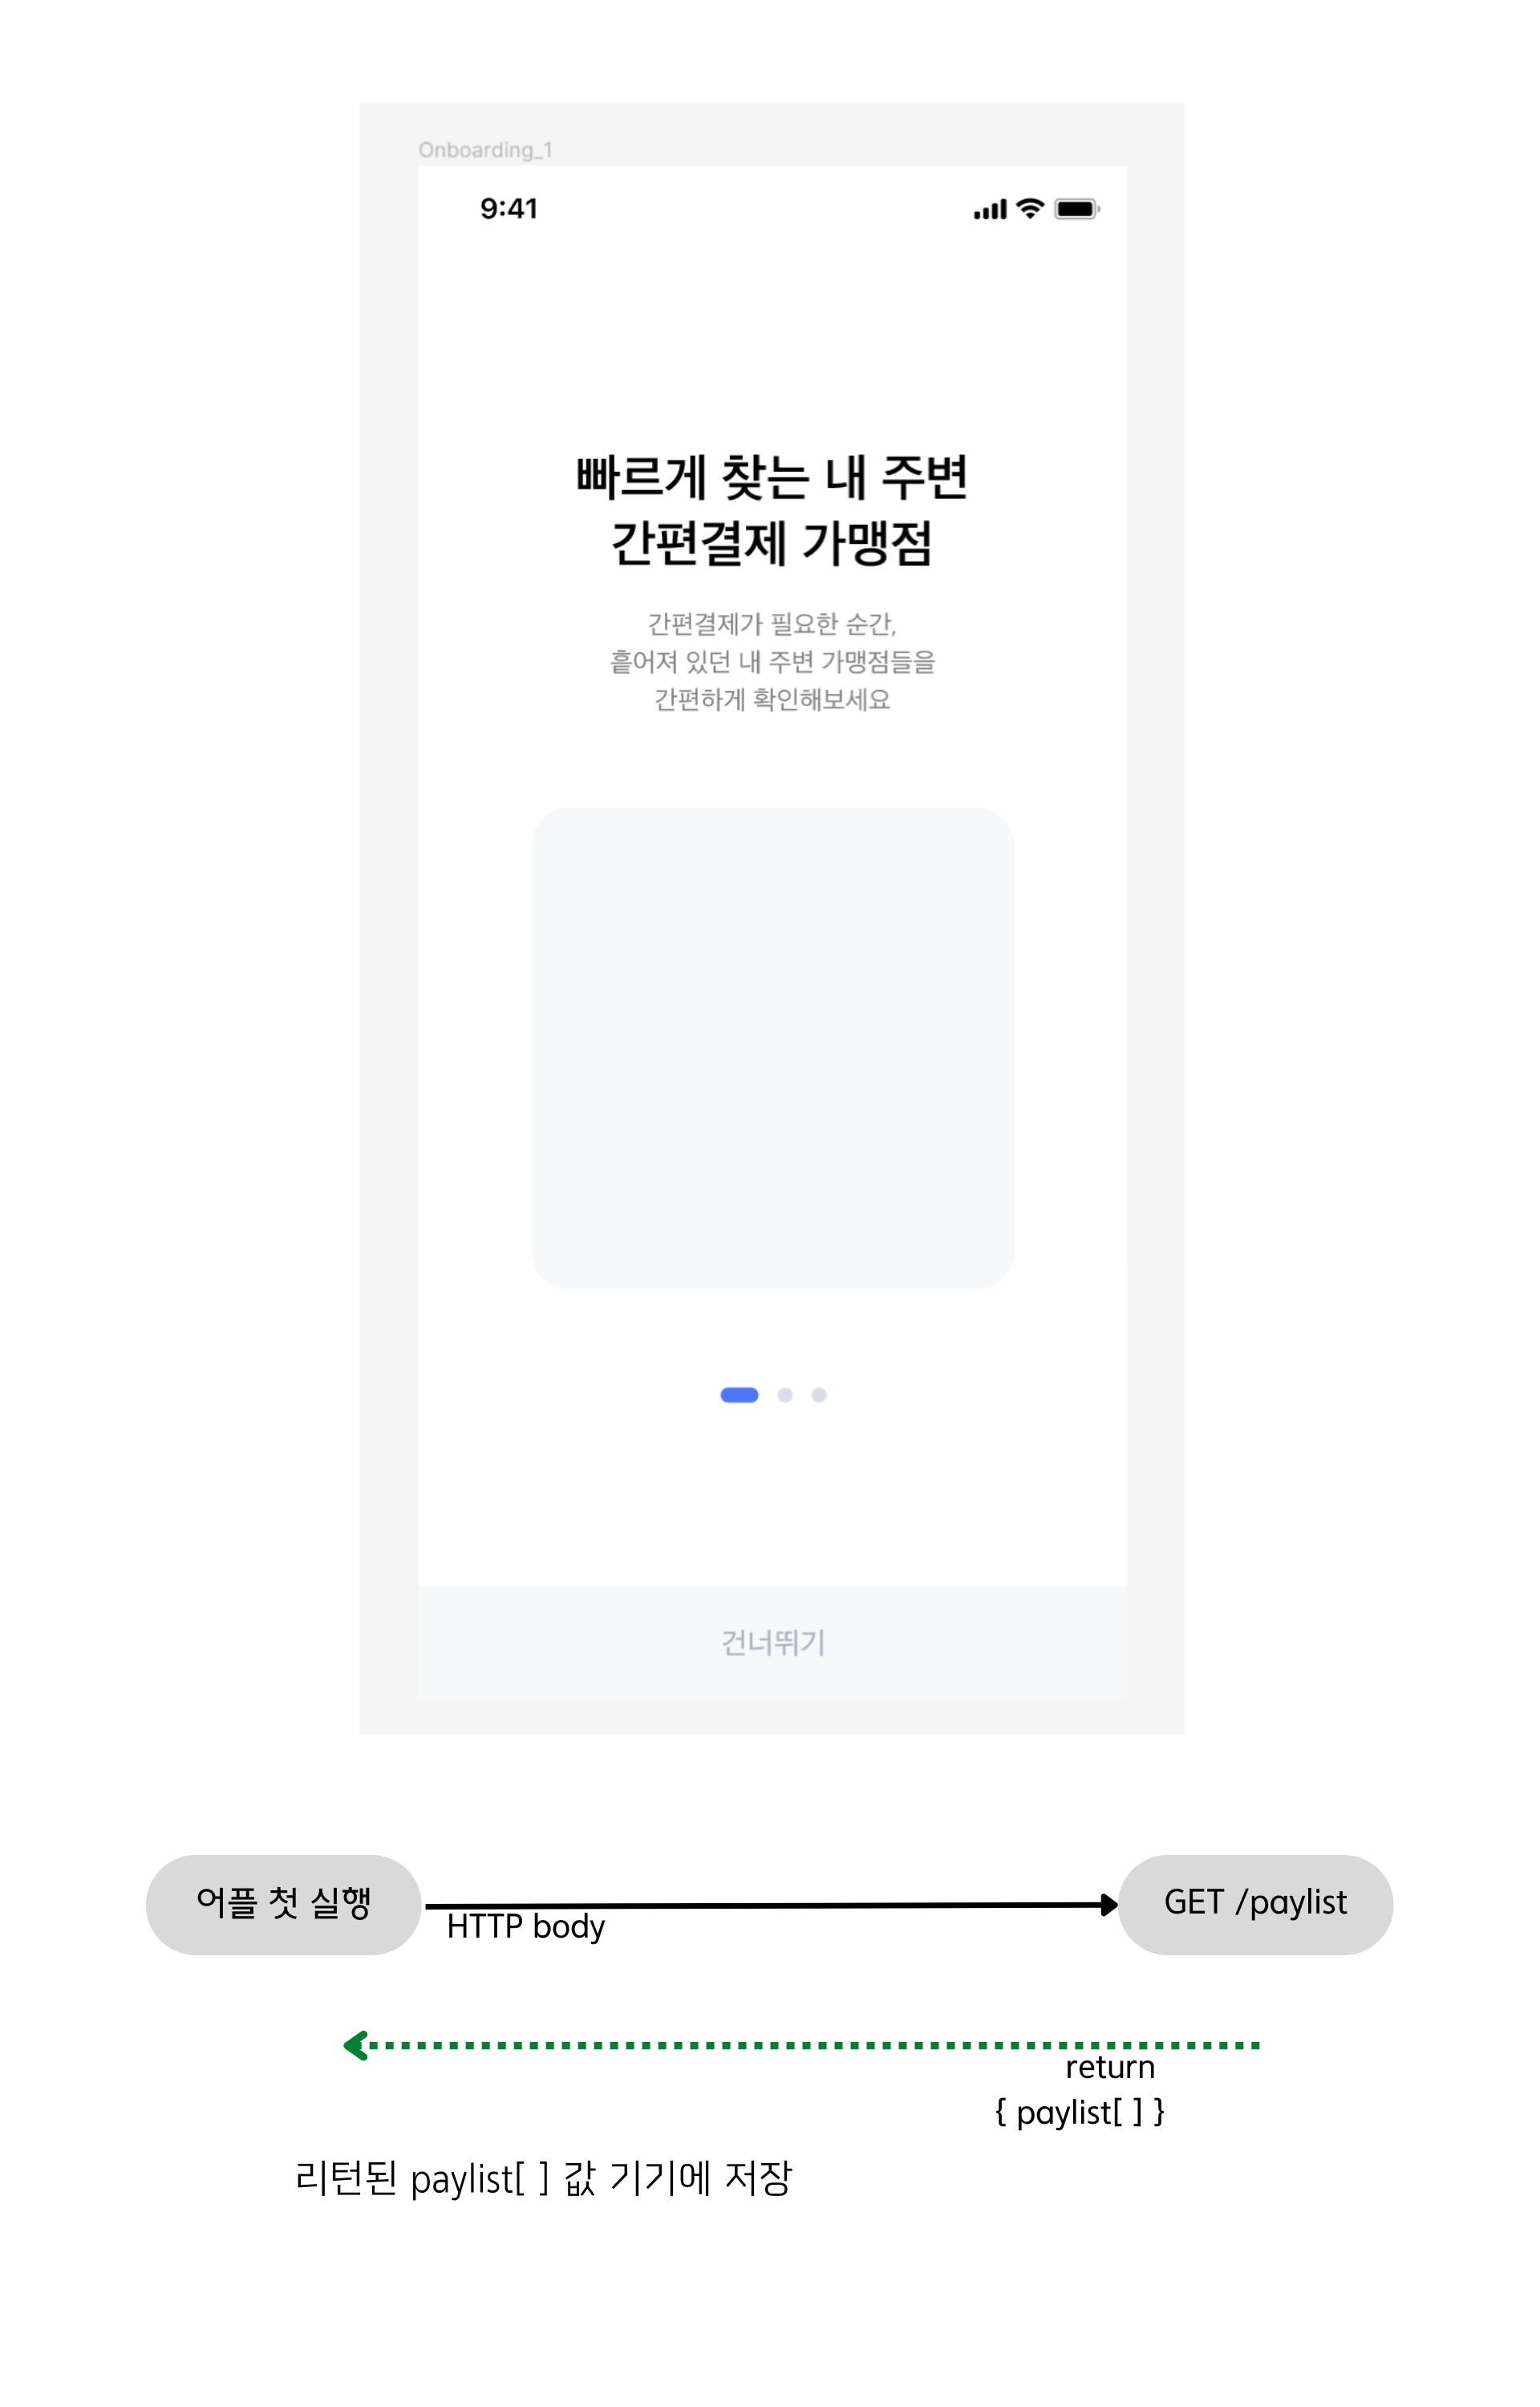 Onboarding_1
9:41
빠르게 찾는 내 주변
간편결제 가맹점
간편결제가 필요한 순간,
흩어져 있던 내 주변 가맹점들을
간편하게 확인해보세요
건너뛰기
어플 첫 실행
GET /paylist
HTTP body
return
{ paylist[ ] }
리턴된 paylist[ ] 값 기기에 저장